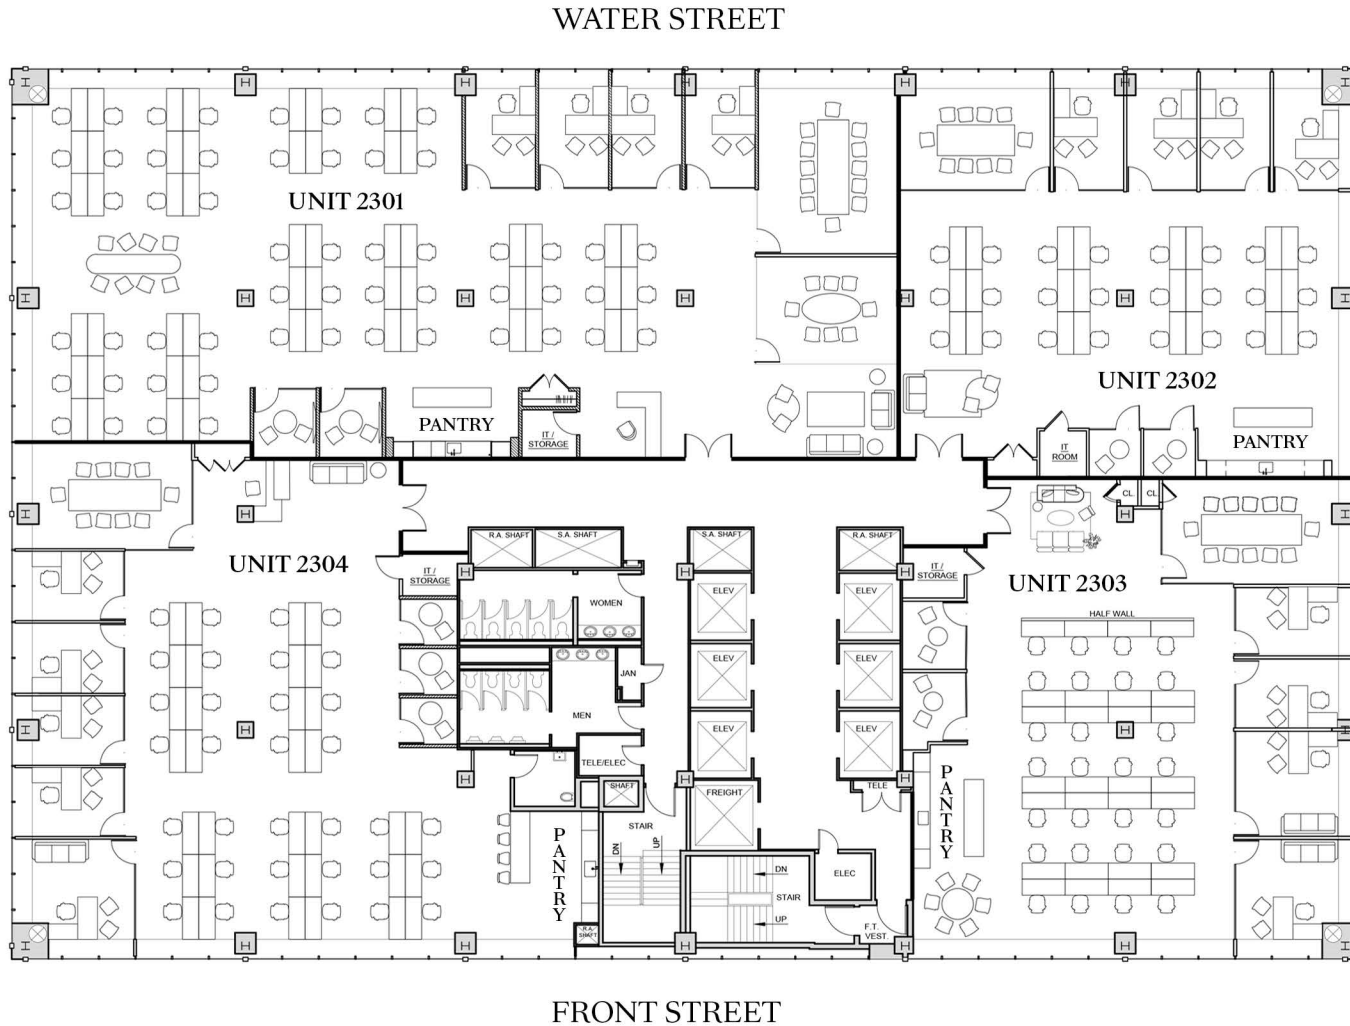 WATER STREET
UNIT 2301
UNIT 2302
PANTRY
IT /
STORAGE
IT
ROOM
PANTRY
CL.
CL.
R.A. SHAFT
S.A. SHAFT
S.A. SHAFT
R.A. SHAFT
UNIT 2304
IT /
STORAGE
WOMEN
ELEV
ELEV
IT /
STORAGE
UNIT 2303
HALF WALL
JAN
ELEV
ELEV
MEN
ELEV
ELEV
TELE/ELEC
SHAFT
FREIGHT
TELE
PANTRY
STAIR
DN
UP
PANTRY
DN
STAIR
UP
ELEC
R.A.
SHAFT
F.T.
VEST.
FRONT STREET